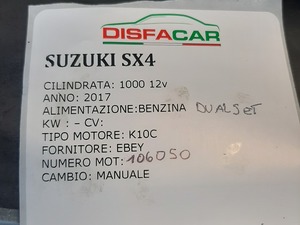 DISFACAR
SUZUKI SX4
CILINDRATA: 1000 12v
ANNO: 2017
ALIMENTAZIONE:BENZINA DUALJET
KW : – CV:
TIPO MOTORE: K10C
FORNITORE: EBEY
NUMERO MOT: 106050
CAMBIO: MANUALE